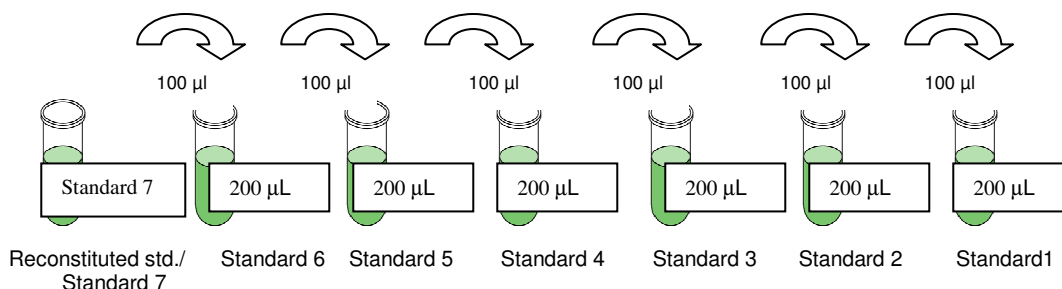 100 µl 100 µl 100 µl 100 µl 100 µl 100 µl
Standard 7 200 µL 200 µL 200 µL 200 µL 200 µL 200 µL
Reconstituted std./ Standard 6 Standard 5 Standard 4 Standard 3 Standard 2 Standard1
Standard 7